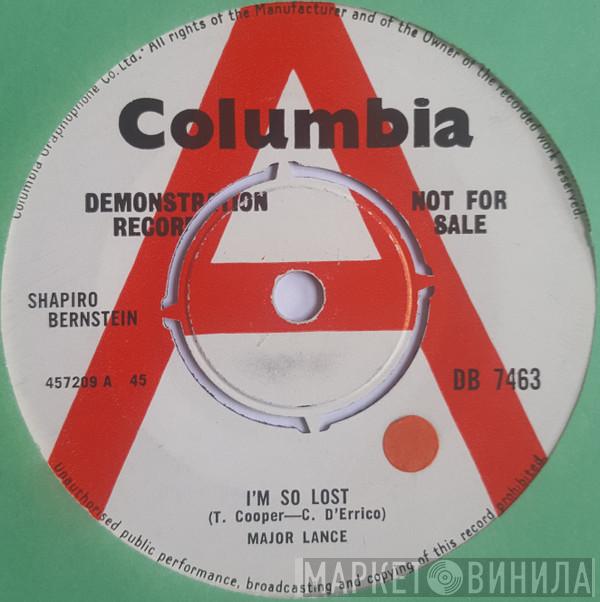 Columbia Graphophone Co. Ltd. All rights of the Manufacturer and of the Owner of the recorded work reserved.
Columbia
DEMONSTRATION
RECORD
NOT FOR
SALE
SHAPIRO
BERNSTEIN
457209 A 45
DB 7463
I'M SO LOST
(T. Cooper—C. D'Errico)
MAJOR LANCE
Unauthorised public performance, broadcasting and copying of this record prohibited.
МАРКЕТ ВИНИЛА